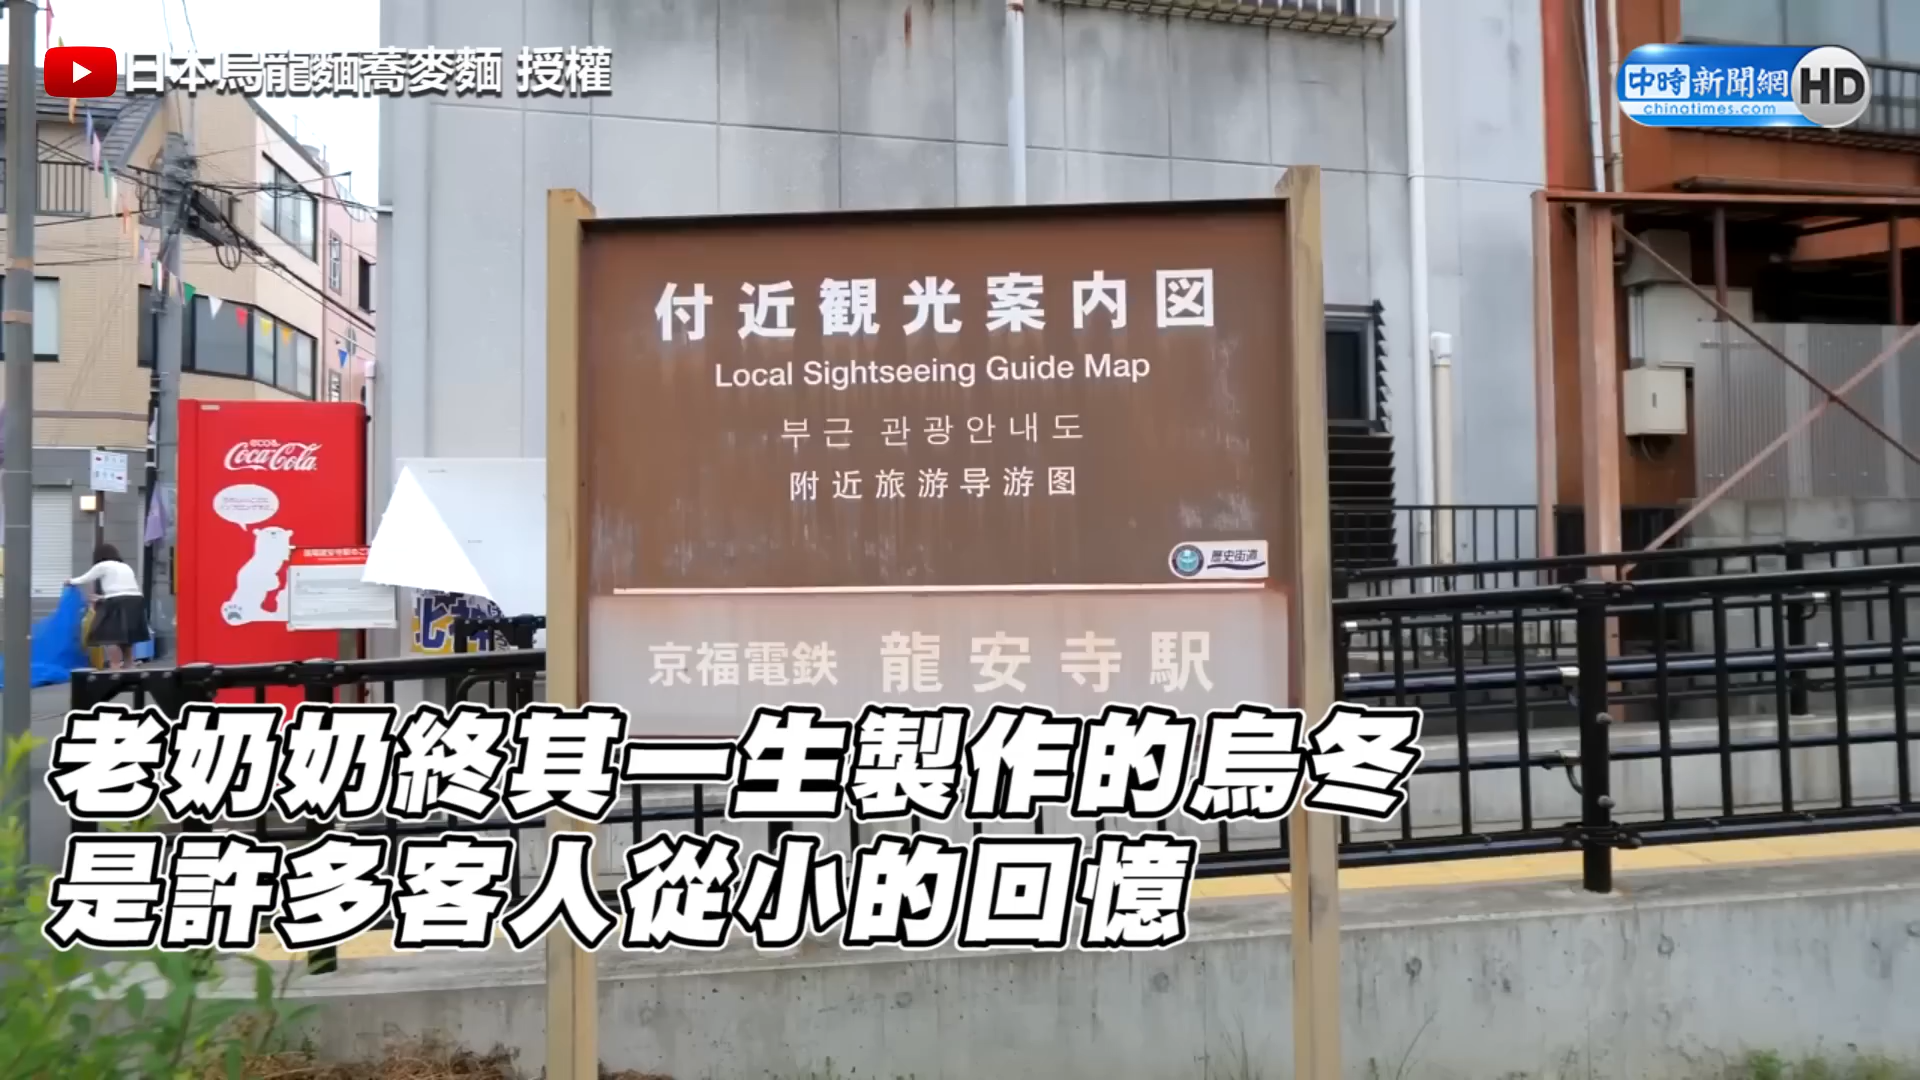 日本烏龍麵蕎麥麵 授權
中時新聞網 HD
chinatimes.com
付近観光案内図
Local Sightseeing Guide Map
부근 관광안내도
附近旅游导游图
歴史街道
京福電鉄 龍安寺駅
ecoる
Coca-Cola
老奶奶終其一生製作的烏冬
是許多客人從小的回憶